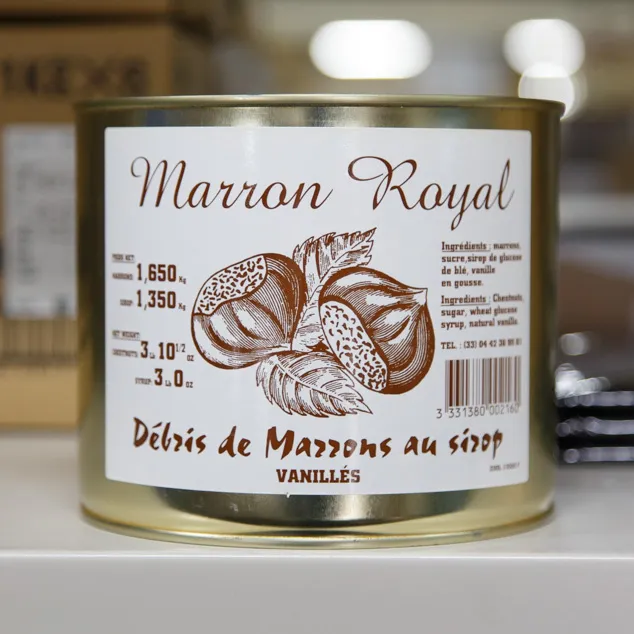 Marron Royal
POIDS NET:
MARRONS: 1,650 Kg
SIROP: 1,350 Kg
NET WEIGHT:
CHESTNUTS: 3 Lb 10 1/2 oz
SYRUP: 3 Lb 0 oz
Ingrédients : marrons,
sucre, sirop de glucose
de blé, vanille
en gousse.
Ingredients : Chestnuts,
sugar, wheat glucose
syrup, natural vanilla.
TEL : (33) 04 42 36 99 81
3 331380 002160
Débris de Marrons au sirop
VANILLÉS